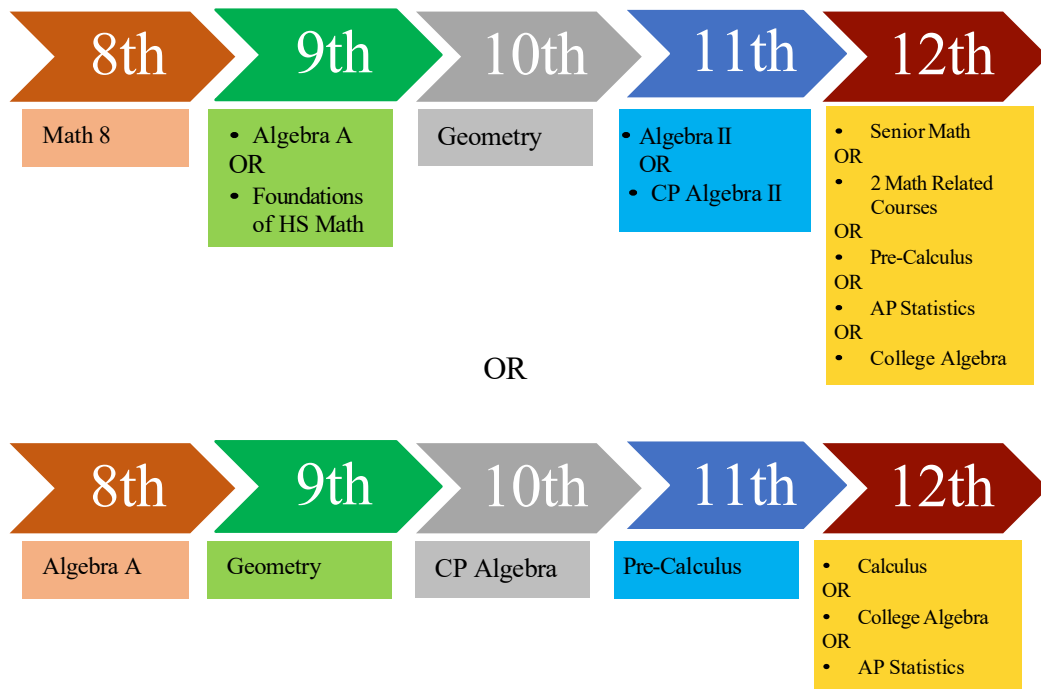 8th
9th
10th
11th
12th
Math 8
• Algebra A
OR
• Foundations
of HS Math
Geometry
• Algebra II
OR
• CP Algebra II
• Senior Math
OR
• 2 Math Related
Courses
OR
• Pre-Calculus
OR
• AP Statistics
OR
• College Algebra
OR
8th
9th
10th
11th
12th
Algebra A
Geometry
CP Algebra
Pre-Calculus
• Calculus
OR
• College Algebra
OR
• AP Statistics